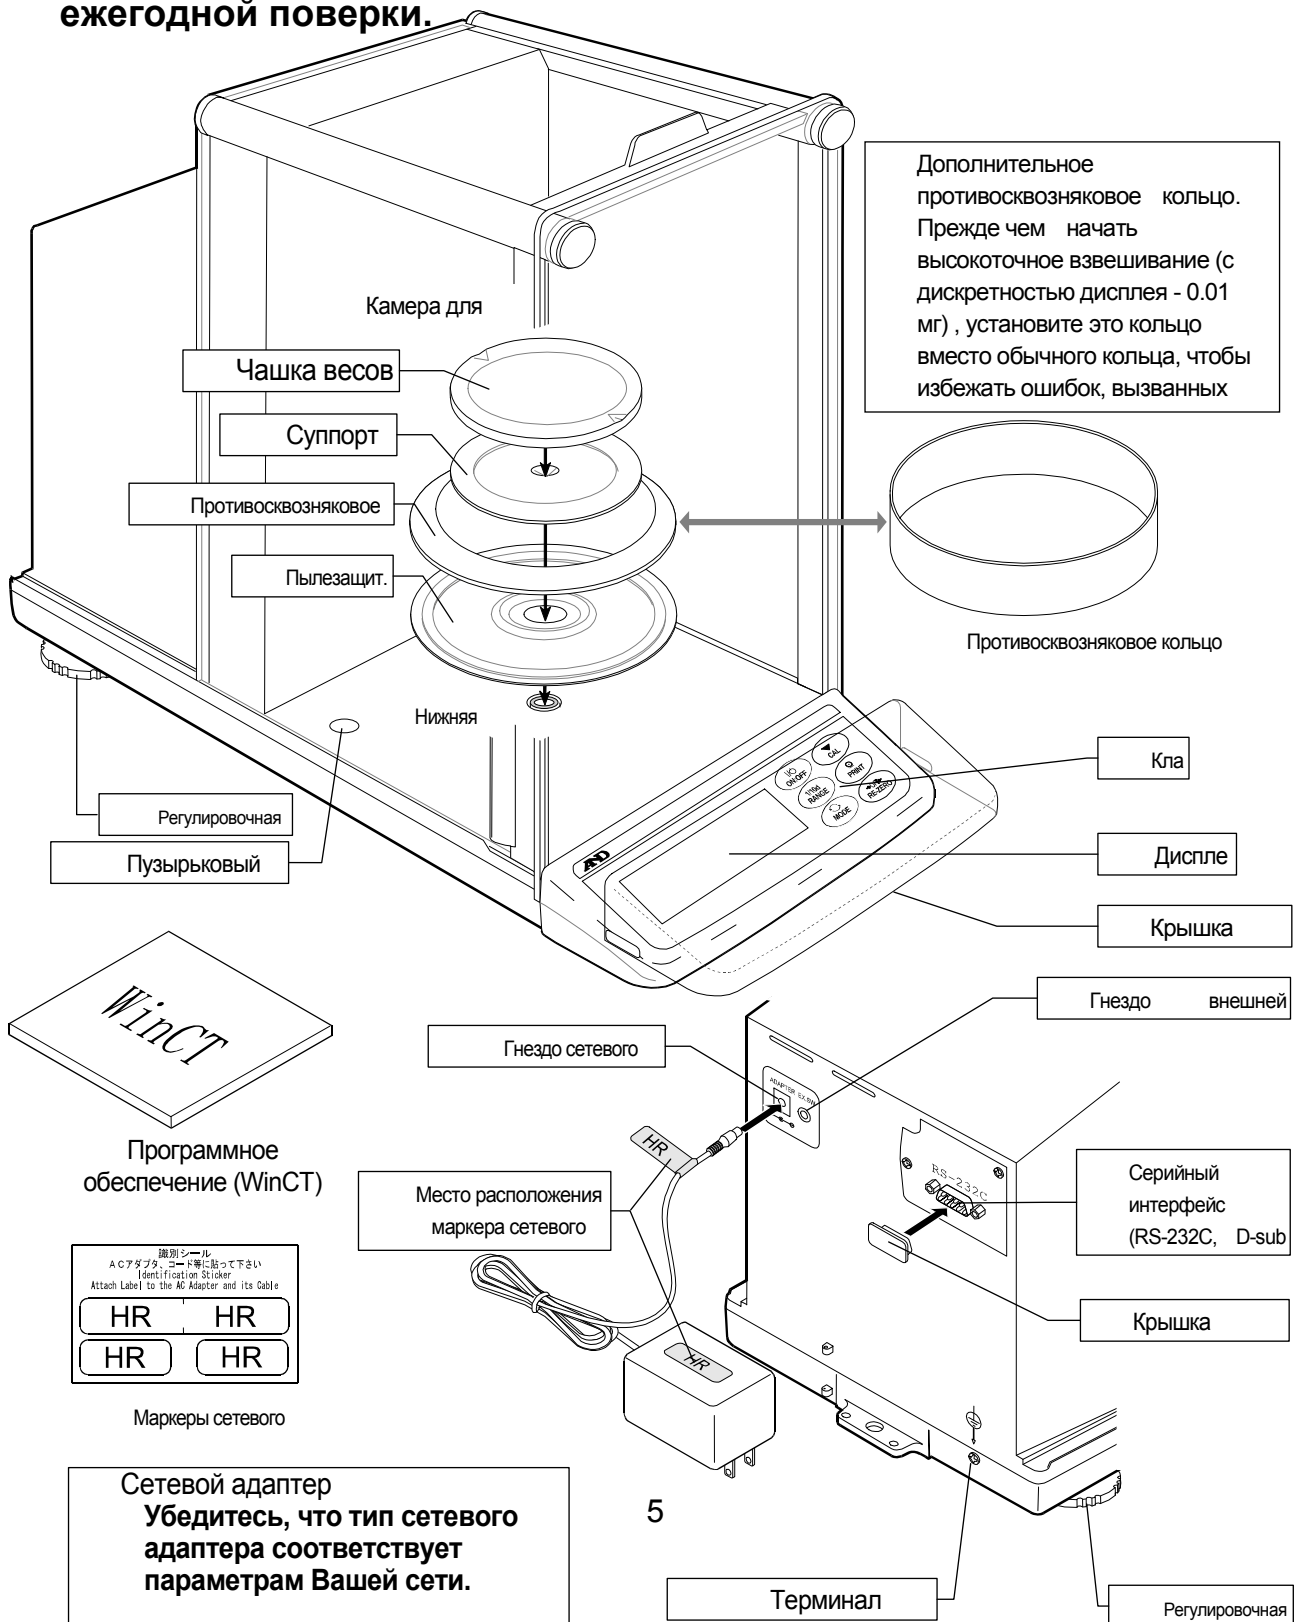 ежегодной поверки.
Дополнительное
противосквозняковое кольцо.
Прежде чем начать
высокоточное взвешивание (с
дискретностью дисплея - 0.01
мг) , установите это кольцо
вместо обычного кольца, чтобы
избежать ошибок, вызванных
Камера для
Чашка весов
Суппорт
Противосквозняковое
Пылезащит.
Противосквозняковое кольцо
Нижняя
Регулировочная
Пузырьковый
I/O
ON:OFF
CAL
1/10d
RANGE
PRINT
MODE
→0←
RE-ZERO
AND
Кла
Диспле
Крышка
WinCT
Программное
обеспечение (WinCT)
Гнездо сетевого
Гнездо внешней
ADAPTER EX.SW
HR
Место расположения
маркера сетевого
RS-232C
Серийный
интерфейс
(RS-232C, D-sub
Крышка
識別シール
ACアダプタ、コード等に貼って下さい
Identification Sticker
Attach Label to the AC Adapter and its Cable
HR HR
HR HR
Маркеры сетевого
HR
Сетевой адаптер
Убедитесь, что тип сетевого
адаптера соответствует
параметрам Вашей сети.
5
Терминал
Регулировочная